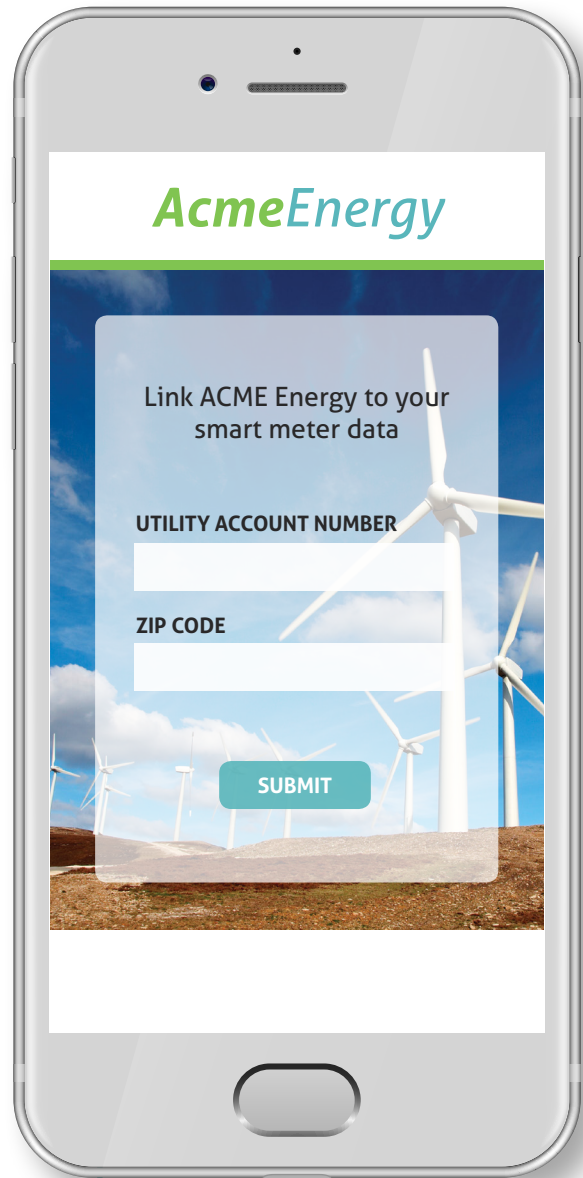 AcmeEnergy
Link ACME Energy to your
smart meter data
UTILITY ACCOUNT NUMBER
ZIP CODE
SUBMIT